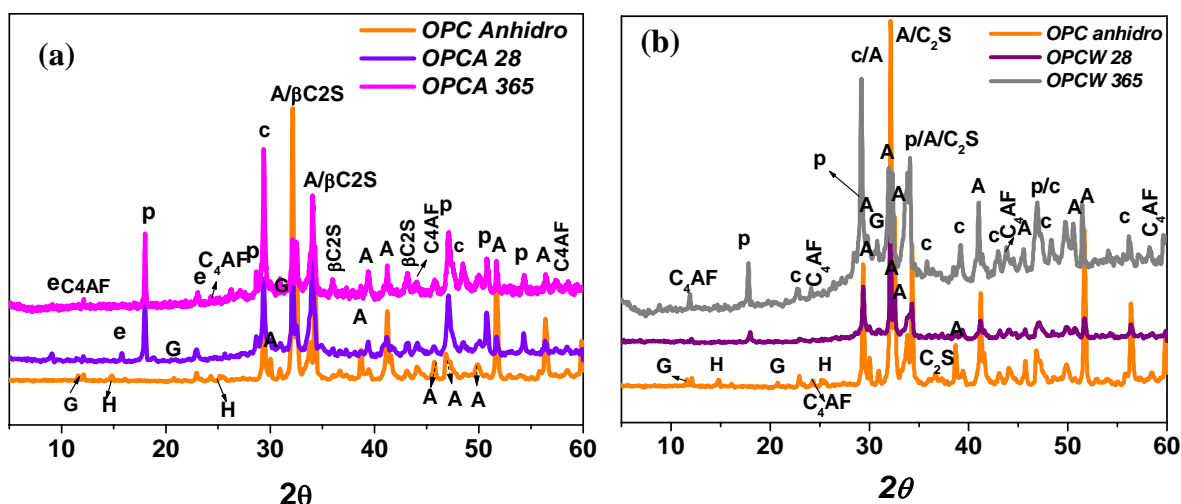 (a)
OPC Anhidro
OPCA 28
OPCA 365
A/βC2S
c
A/βC2S
p
e
C4AF
e
C₄AF
p
G
βC2S
A
A
βC2S
C4AF
p
c
p
A
p
A
C4AF
e
G
A
A
G
H
H
A
A
A
10
20
30
40
50
60
2θ
(b)
OPC anhidro
OPCW 28
OPCW 365
A/C₂S
c/A
p
A
p/A/C₂S
A
G
A
A
p/c
C₄AF
c
c
c
A
c
A
A
c
C₄AF
p
C₄AF
c
C₄AF
A
A
A
C₂S
G
H
G
H
C₄AF
10
20
30
40
50
60
2θ